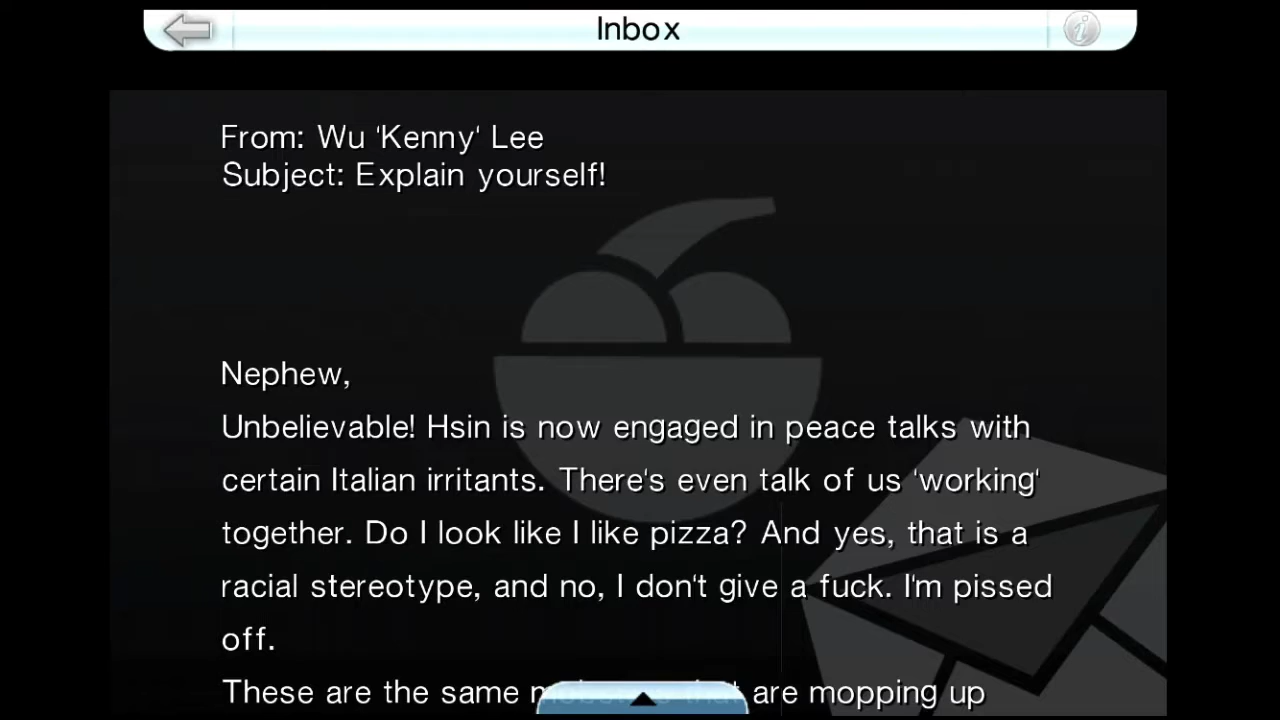 Inbox
From: Wu 'Kenny' Lee
Subject: Explain yourself!
Nephew,
Unbelievable! Hsin is now engaged in peace talks with
certain Italian irritants. There's even talk of us 'working'
together. Do I look like I like pizza? And yes, that is a
racial stereotype, and no, I don't give a fuck. I'm pissed
off.
These are the same that are mopping up